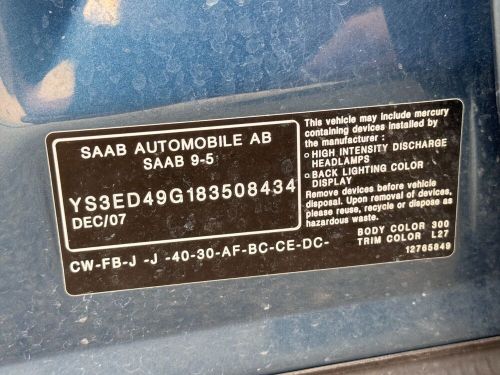 SAAB AUTOMOBILE AB
SAAB 9-5
YS3ED49G183508434
DEC/07
CW-FB-J -J -40-30-AF-BC-CE-DC-
This vehicle may include mercury
containing devices installed by
the manufacturer :
○ HIGH INTENSITY DISCHARGE
HEADLAMPS
○ BACK LIGHTING COLOR
DISPLAY
Remove devices before vehicle
disposal. Upon removal of devices,
please reuse, recycle or dispose as
hazardous waste.
BODY COLOR 300
TRIM COLOR L27
12765849